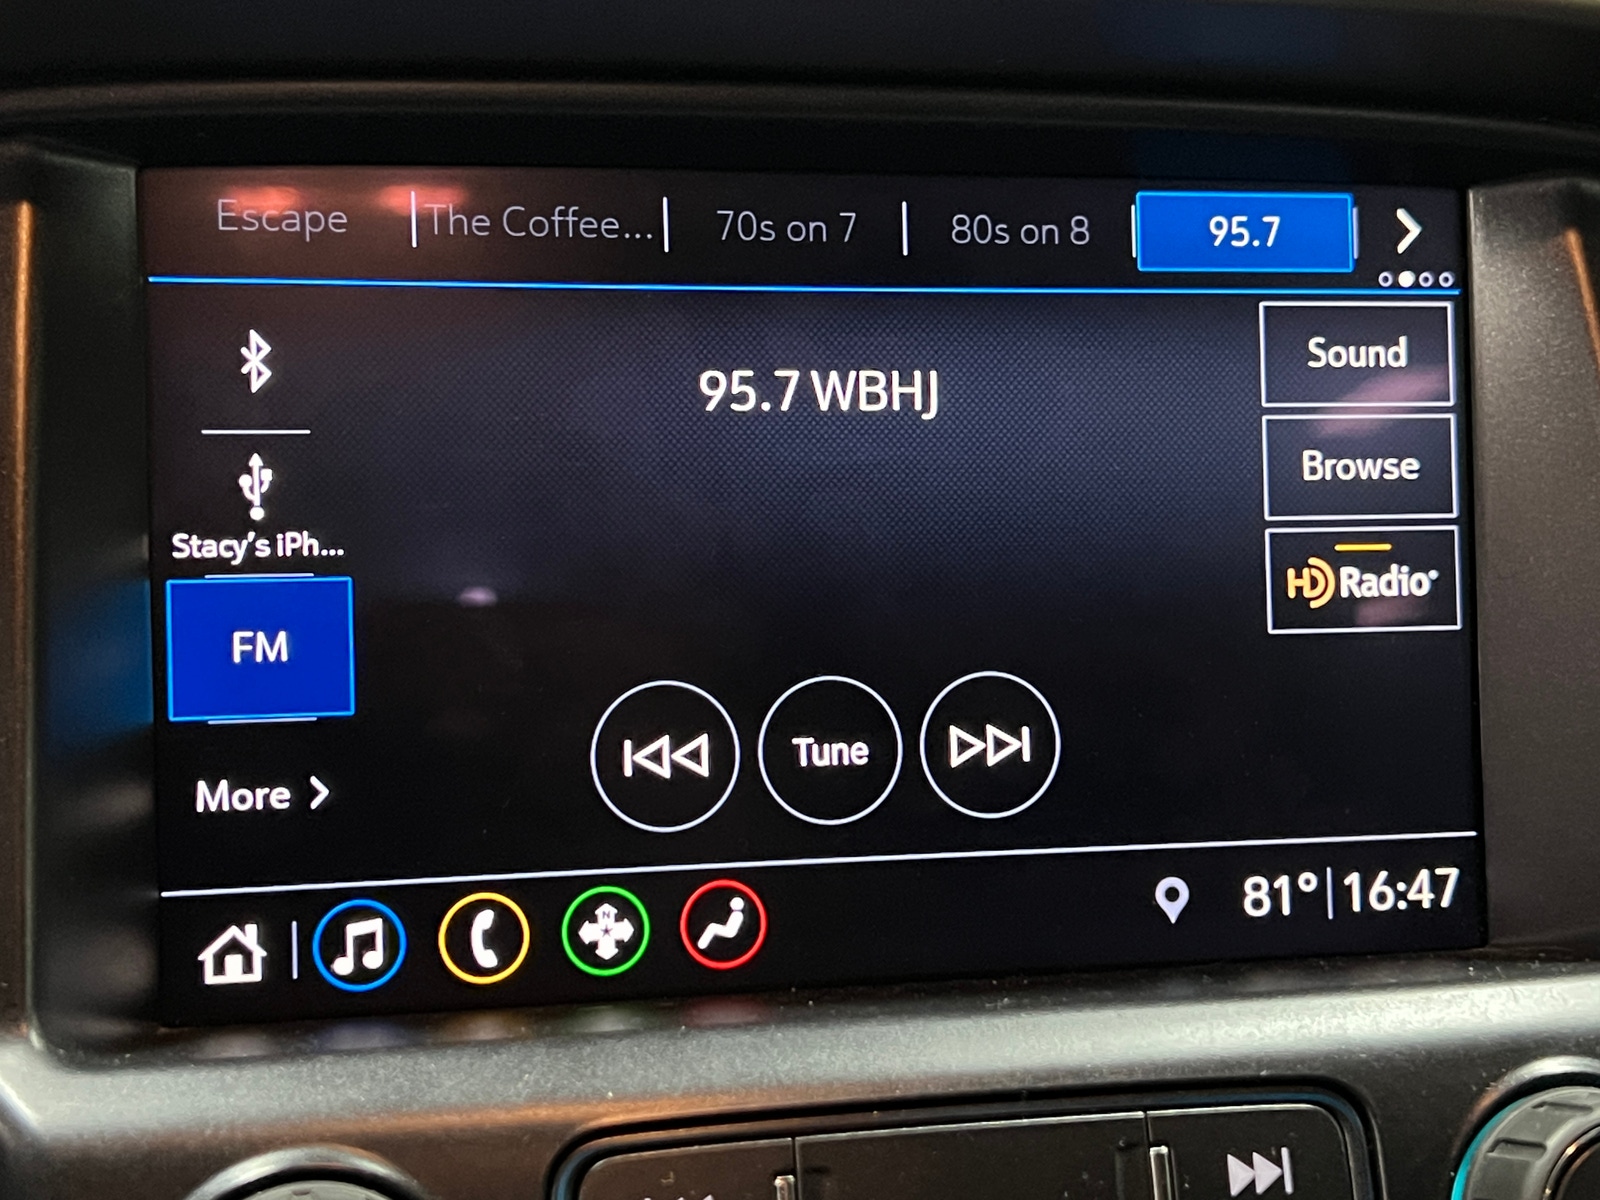 Escape
The Coffee...
70s on 7
80s on 8
95.7
95.7 WBHJ
Sound
Browse
HD Radio
Stacy's iPh...
FM
More
Tune
N
81° 16:47